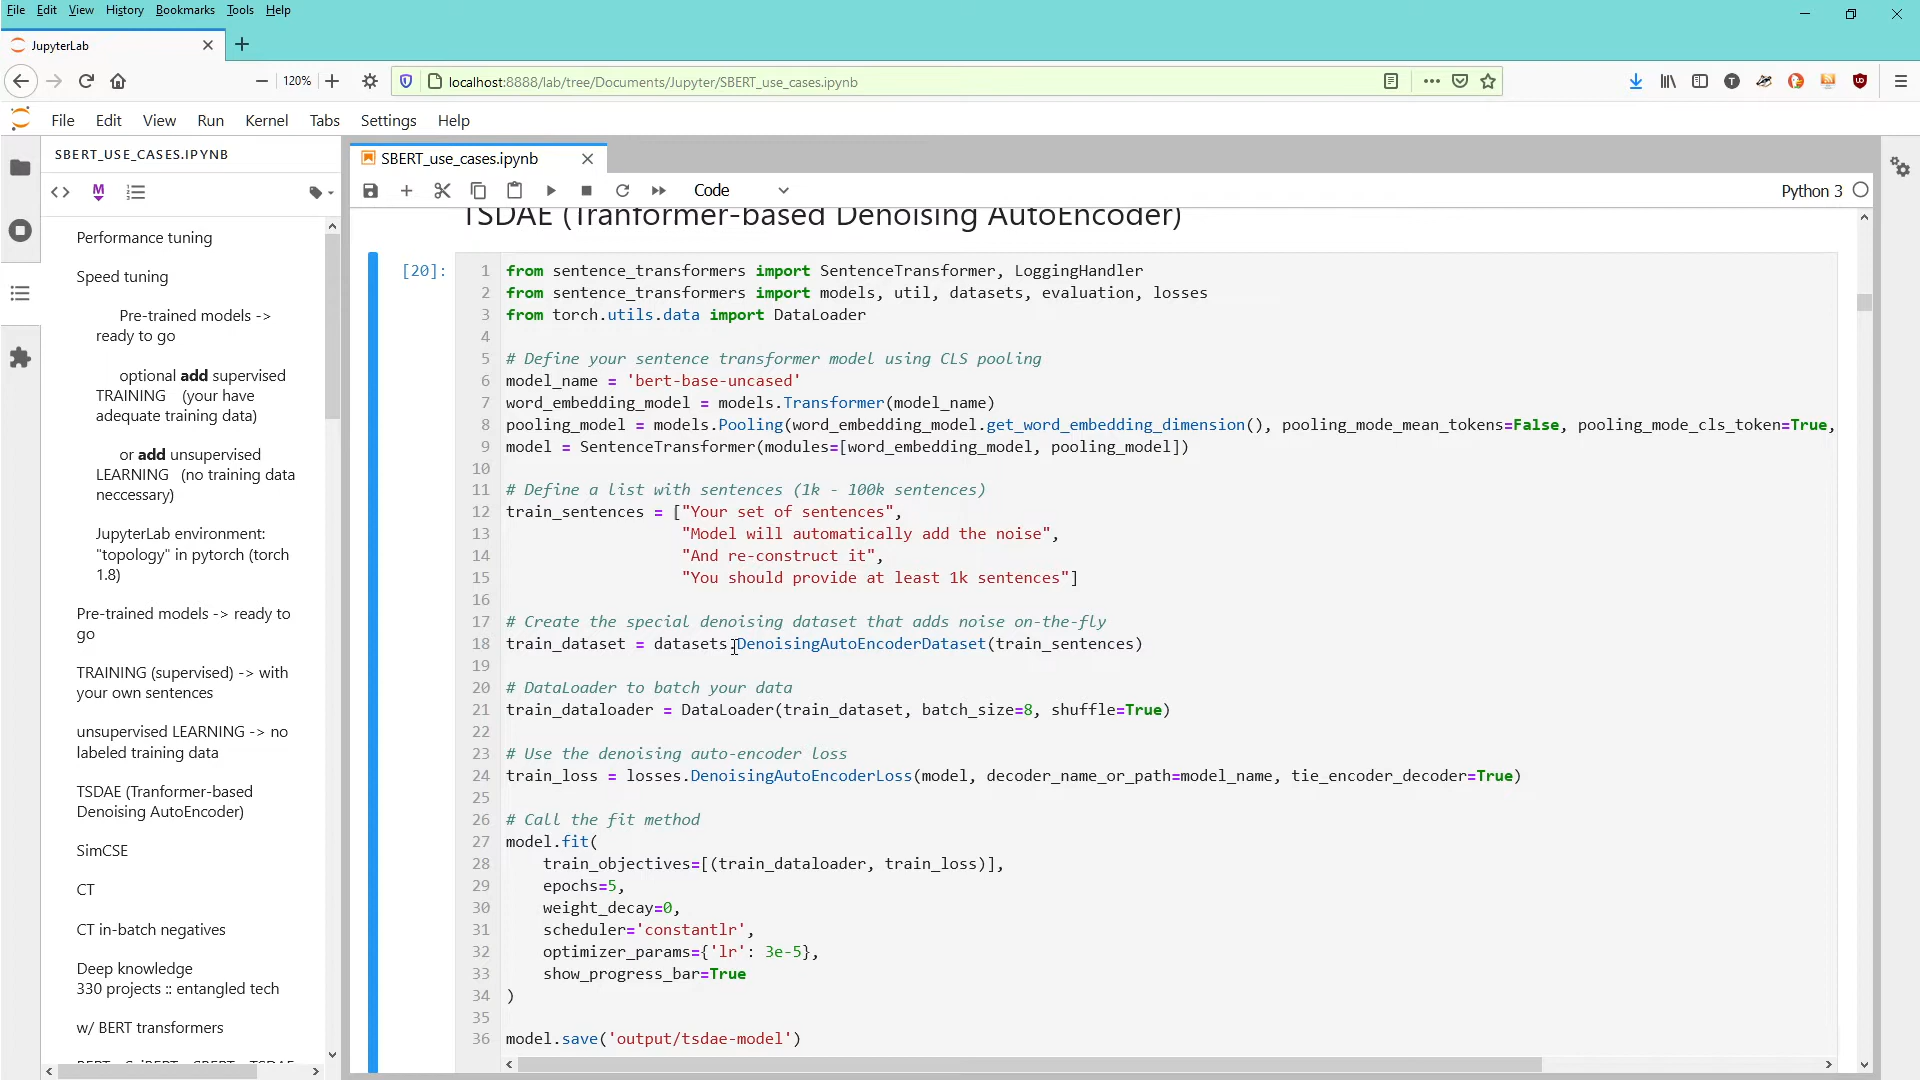 File Edit View History Bookmarks Tools Help
JupyterLab
120%
localhost:8888/lab/tree/Documents/Jupyter/SBERT_use_cases.ipynb
File Edit View Run Kernel Tabs Settings Help
SBERT_USE_CASES.IPYNB
Performance tuning
Speed tuning
Pre-trained models ->
ready to go
optional add supervised
TRAINING (your have
adequate training data)
or add unsupervised
LEARNING (no training data
neccessary)
JupyterLab environment:
"topology" in pytorch (torch
1.8)
Pre-trained models -> ready to
go
TRAINING (supervised) -> with
your own sentences
unsupervised LEARNING -> no
labeled training data
TSDAE (Tranformer-based
Denoising AutoEncoder)
SimCSE
CT
CT in-batch negatives
Deep knowledge
330 projects :: entangled tech
w/ BERT transformers
SBERT_use_cases.ipynb
Code
Python 3
TSDAE (Tranformer-based Denoising AutoEncoder)
[20]:
1 from sentence_transformers import SentenceTransformer, LoggingHandler
2 from sentence_transformers import models, util, datasets, evaluation, losses
3 from torch.utils.data import DataLoader
4
5 # Define your sentence transformer model using CLS pooling
6 model_name = 'bert-base-uncased'
7 word_embedding_model = models.Transformer(model_name)
8 pooling_model = models.Pooling(word_embedding_model.get_word_embedding_dimension(), pooling_mode_mean_tokens=False, pooling_mode_cls_token=True,
9 model = SentenceTransformer(modules=[word_embedding_model, pooling_model])
10
11 # Define a list with sentences (1k - 100k sentences)
12 train_sentences = ["Your set of sentences",
13 "Model will automatically add the noise",
14 "And re-construct it",
15 "You should provide at least 1k sentences"]
16
17 # Create the special denoising dataset that adds noise on-the-fly
18 train_dataset = datasets.DenoisingAutoEncoderDataset(train_sentences)
19
20 # DataLoader to batch your data
21 train_dataloader = DataLoader(train_dataset, batch_size=8, shuffle=True)
22
23 # Use the denoising auto-encoder loss
24 train_loss = losses.DenoisingAutoEncoderLoss(model, decoder_name_or_path=model_name, tie_encoder_decoder=True)
25
26 # Call the fit method
27 model.fit(
28 train_objectives=[(train_dataloader, train_loss)],
29 epochs=5,
30 weight_decay=0,
31 scheduler='constantlr',
32 optimizer_params={'lr': 3e-5},
33 show_progress_bar=True
34 )
35
36 model.save('output/tsdae-model')